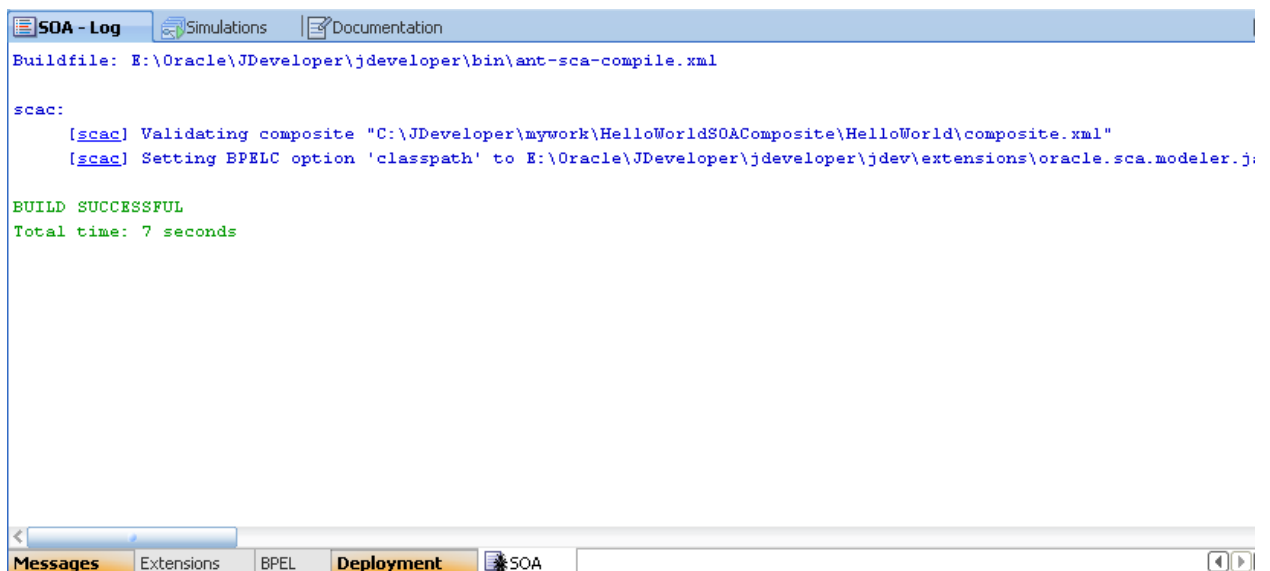 SOA - Log Simulations Documentation
Buildfile: E:\Oracle\JDeveloper\jdeveloper\bin\ant-sca-compile.xml
scac:
[scac] Validating composite "C:\JDeveloper\mywork\HelloWorldSOAComposite\HelloWorld\composite.xml"
[scac] Setting BPELC option 'classpath' to E:\Oracle\JDeveloper\jdeveloper\jdev\extensions\oracle.sca.modeler.j
BUILD SUCCESSFUL
Total time: 7 seconds
Messages Extensions BPEL Deployment SOA